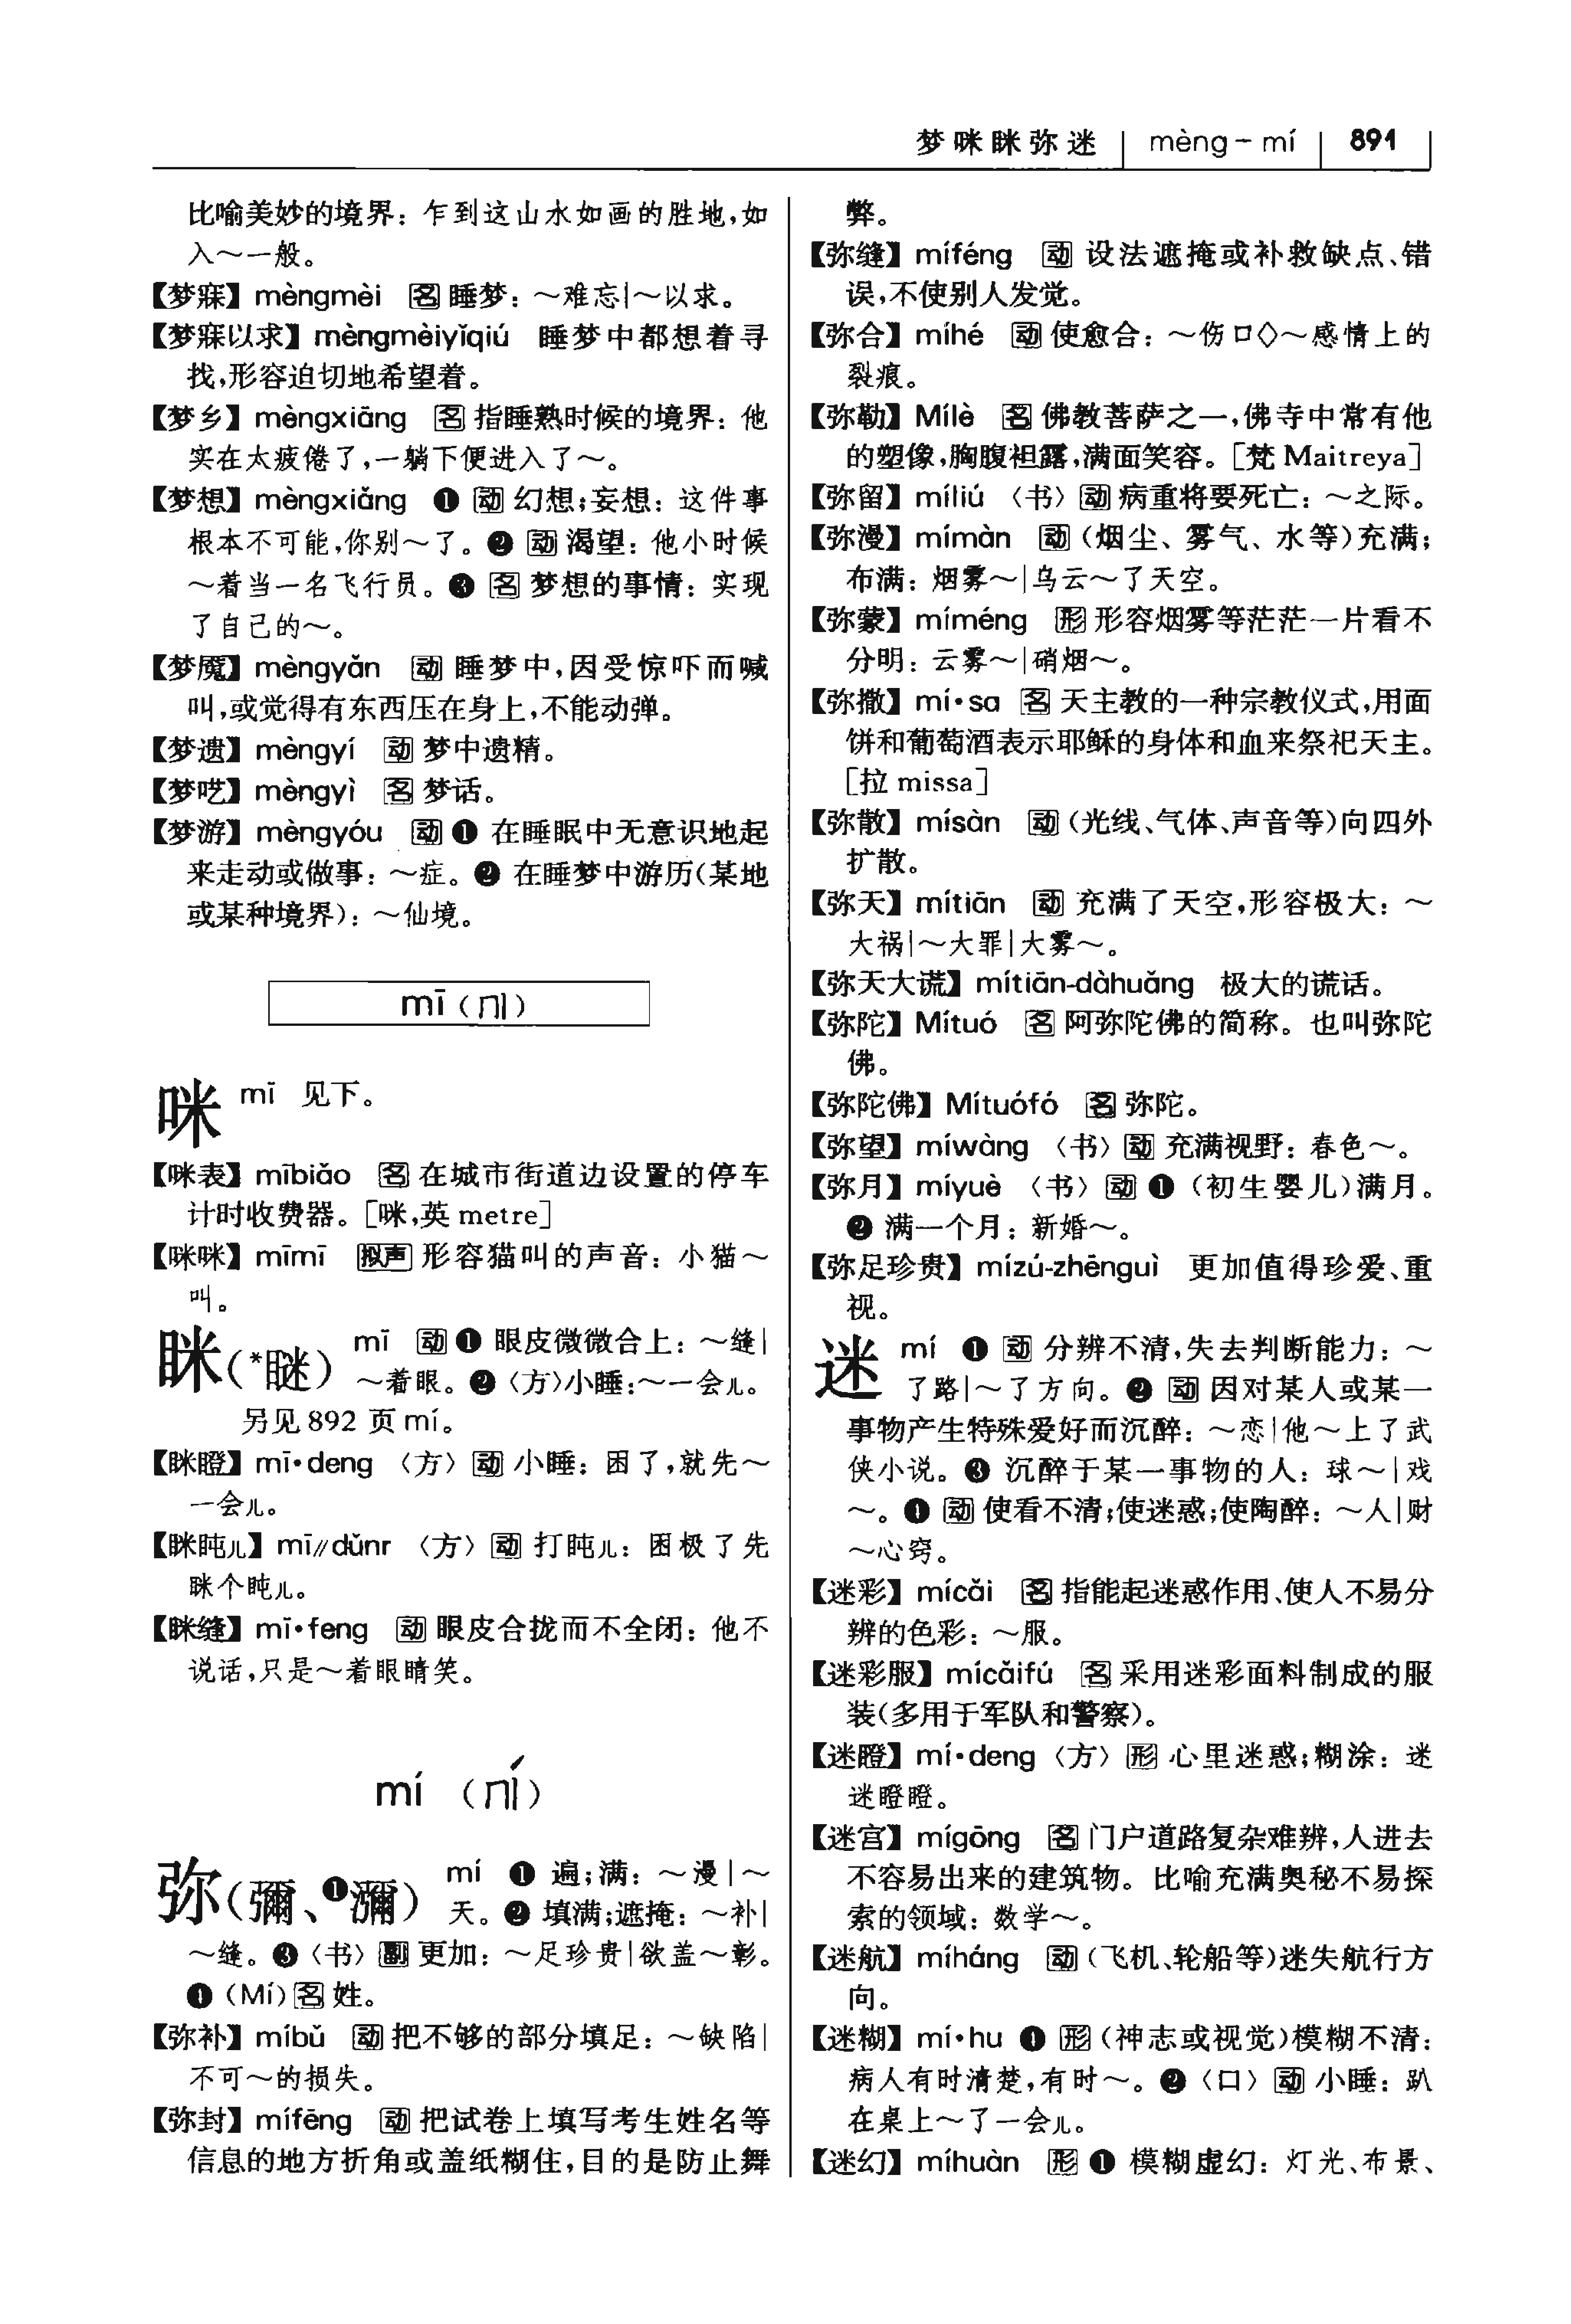 梦咪眯弥迷 | mèng–mí | 891
比喻美妙的境界：乍到这山水如画的胜地，如
入～一般。
【梦寐】mèngmèi 名 睡梦：～难忘|～以求。
【梦寐以求】mèngmèiyǐqiú 睡梦中都想着寻
找，形容迫切地希望着。
【梦乡】mèngxiāng 名 指睡熟时候的境界：他
实在太疲倦了，一躺下便进入了～。
【梦想】mèngxiǎng ❶ 动 幻想；妄想：这件事
根本不可能，你别～了。❷ 动 渴望：他小时候
～着当一名飞行员。❸ 名 梦想的事情：实现
了自己的～。
【梦魇】mèngyǎn 动 睡梦中，因受惊吓而喊
叫，或觉得有东西压在身上，不能动弹。
【梦遗】mèngyí 动 梦中遗精。
【梦呓】mèngyì 名 梦话。
【梦游】mèngyóu 动 ❶ 在睡眠中无意识地起
来走动或做事：～症。❷ 在睡梦中游历（某地
或某种境界）：～仙境。
mī（ㄇㄧ）
咪 mī 见下。
【咪表】mībiǎo 名 在城市街道边设置的停车
计时收费器。［咪，英 metre］
【咪咪】mīmī 拟声 形容猫叫的声音：小猫～
叫。
眯（*瞇） mī 动 ❶ 眼皮微微合上：～缝|
～着眼。❷〈方〉小睡：～一会儿。
另见 892 页 mí。
【眯瞪】mī•deng〈方〉动 小睡：困了，就先～
一会儿。
【眯盹儿】mī//dǔnr〈方〉动 打盹儿：困极了先
眯个盹儿。
【眯缝】mī•feng 动 眼皮合拢而不全闭：他不
说话，只是～着眼睛笑。
mí （ㄇㄧˊ）
弥（彌、❶瀰） mí ❶ 遍；满：～漫|～
天。❷ 填满；遮掩：～补|
～缝。❸〈书〉副 更加：～足珍贵|欲盖～彰。
❹（Mí）名 姓。
【弥补】míbǔ 动 把不够的部分填足：～缺陷|
不可～的损失。
【弥封】mífēng 动 把试卷上填写考生姓名等
信息的地方折角或盖纸糊住，目的是防止舞
弊。
【弥缝】míféng 动 设法遮掩或补救缺点、错
误，不使别人发觉。
【弥合】míhé 动 使愈合：～伤口◇～感情上的
裂痕。
【弥勒】Mílè 名 佛教菩萨之一，佛寺中常有他
的塑像，胸腹袒露，满面笑容。［梵 Maitreya］
【弥留】míliú〈书〉动 病重将要死亡：～之际。
【弥漫】mímàn 动（烟尘、雾气、水等）充满；
布满：烟雾～|乌云～了天空。
【弥蒙】míméng 形 形容烟雾等茫茫一片看不
分明：云雾～|硝烟～。
【弥撒】mí•sa 名 天主教的一种宗教仪式，用面
饼和葡萄酒表示耶稣的身体和血来祭祀天主。
［拉 missa］
【弥散】mísàn 动（光线、气体、声音等）向四外
扩散。
【弥天】mítiān 动 充满了天空，形容极大：～
大祸|～大罪|大雾～。
【弥天大谎】mítiān-dàhuǎng 极大的谎话。
【弥陀】Mítuó 名 阿弥陀佛的简称。也叫弥陀
佛。
【弥陀佛】Mítuófó 名 弥陀。
【弥望】míwàng〈书〉动 充满视野：春色～。
【弥月】míyuè〈书〉动 ❶（初生婴儿）满月。
❷ 满一个月：新婚～。
【弥足珍贵】mízú-zhēnguì 更加值得珍爱、重
视。
迷 mí ❶ 动 分辨不清，失去判断能力：～
了路|～了方向。❷ 动 因对某人或某一
事物产生特殊爱好而沉醉：～恋|他～上了武
侠小说。❸ 沉醉于某一事物的人：球～|戏
～。❹ 动 使看不清；使迷惑；使陶醉：～人|财
～心窍。
【迷彩】mícǎi 名 指能起迷惑作用、使人不易分
辨的色彩：～服。
【迷彩服】mícǎifú 名 采用迷彩面料制成的服
装（多用于军队和警察）。
【迷瞪】mí•deng〈方〉形 心里迷惑；糊涂：迷
迷瞪瞪。
【迷宫】mígōng 名 门户道路复杂难辨，人进去
不容易出来的建筑物。比喻充满奥秘不易探
索的领域：数学～。
【迷航】míháng 动（飞机、轮船等）迷失航行方
向。
【迷糊】mí•hu ❶ 形（神志或视觉）模糊不清：
病人有时清楚，有时～。❷〈口〉动 小睡：趴
在桌上～了一会儿。
【迷幻】míhuàn 形 ❶ 模糊虚幻：灯光、布景、